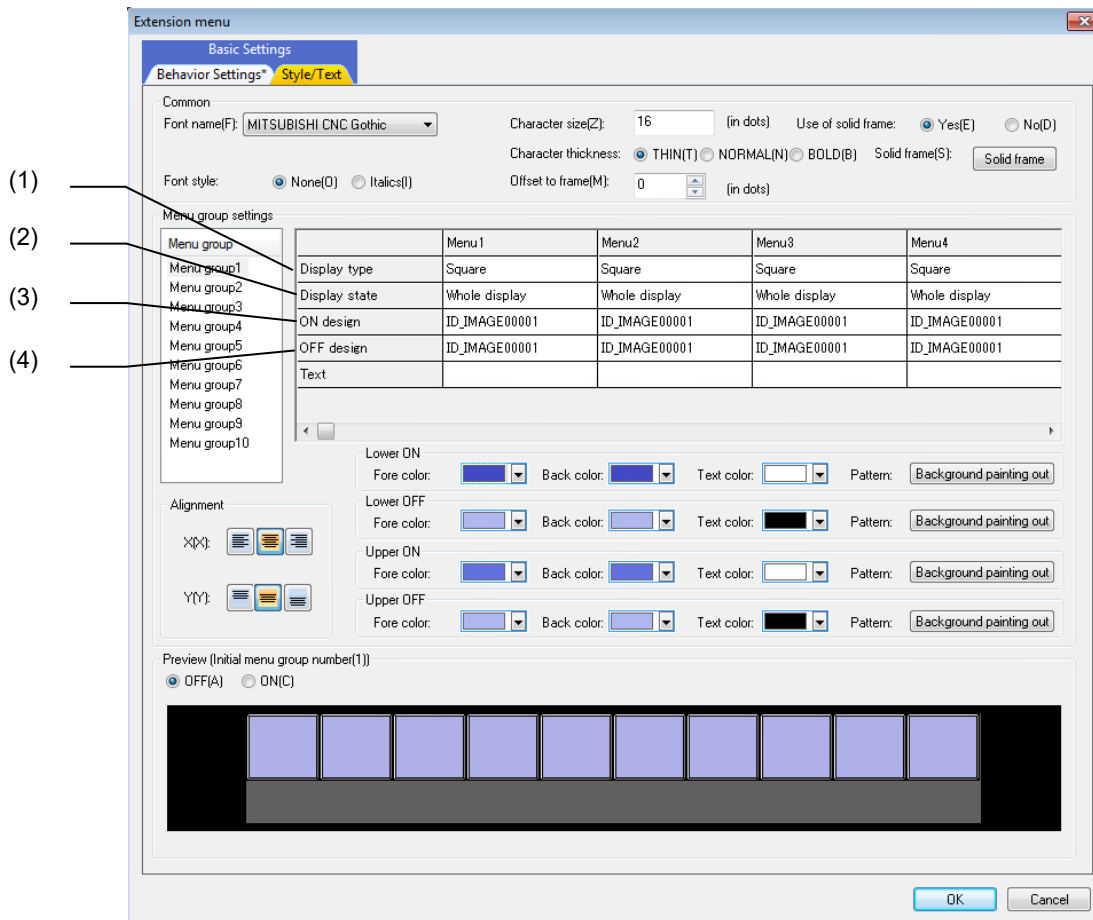 Extension menu
Basic Settings
Behavior Settings* Style/Text
Common
Font name(F): MITSUBISHI CNC Gothic Character size(Z): 16 (in dots) Use of solid frame: Yes(E) No(D)
Character thickness: THIN(T) NORMAL(N) BOLD(B) Solid frame(S): Solid frame
(1) Font style: None(O) Italics(I) Offset to frame(M): 0 (in dots)
Menu group settings
(2) Menu group Menu1 Menu2 Menu3 Menu4
Menu group1 Display type Square Square Square Square
Menu group2
(3) Menu group3 Display state Whole display Whole display Whole display Whole display
Menu group4 ON design ID_IMAGE00001 ID_IMAGE00001 ID_IMAGE00001 ID_IMAGE00001
Menu group5 OFF design ID_IMAGE00001 ID_IMAGE00001 ID_IMAGE00001 ID_IMAGE00001
(4) Menu group6
Menu group7 Text
Menu group8
Menu group9
Menu group10
Lower ON
Fore color: Back color: Text color: Pattern: Background painting out
Alignment Lower OFF
Fore color: Back color: Text color: Pattern: Background painting out
X(X):
Upper ON
Fore color: Back color: Text color: Pattern: Background painting out
Y(Y):
Upper OFF
Fore color: Back color: Text color: Pattern: Background painting out
Preview (Initial menu group number(1))
OFF(A) ON(C)
OK Cancel